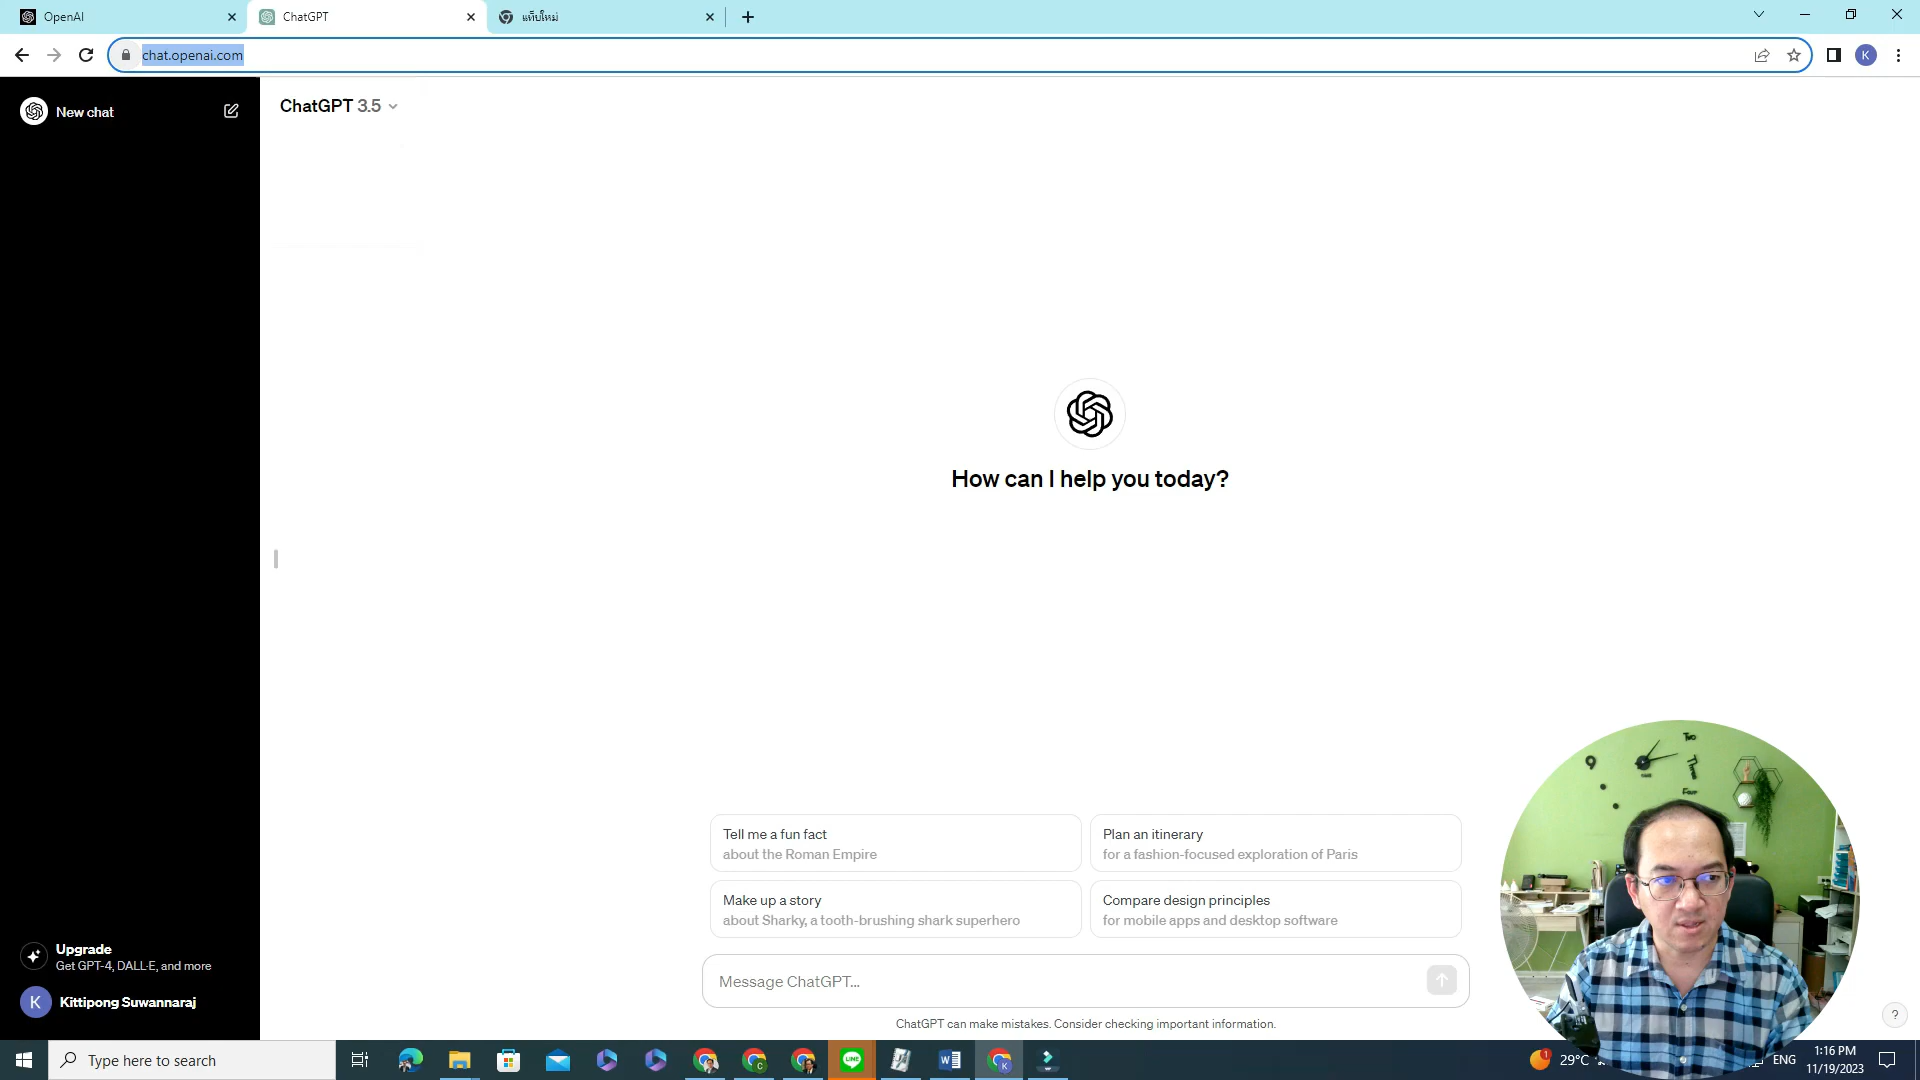 OpenAI
ChatGPT
แท็บใหม่
chat.openai.com
K
New chat
ChatGPT 3.5
How can I help you today?
Tell me a fun fact
about the Roman Empire
Plan an itinerary
for a fashion-focused exploration of Paris
Make up a story
about Sharky, a tooth-brushing shark superhero
Compare design principles
for mobile apps and desktop software
Upgrade
Get GPT-4, DALL·E, and more
K
Kittipong Suwannaraj
Message ChatGPT...
ChatGPT can make mistakes. Consider checking important information.
?
Two
Three
Four
9
Type here to search
29°C
ENG
1:16 PM
11/19/2023